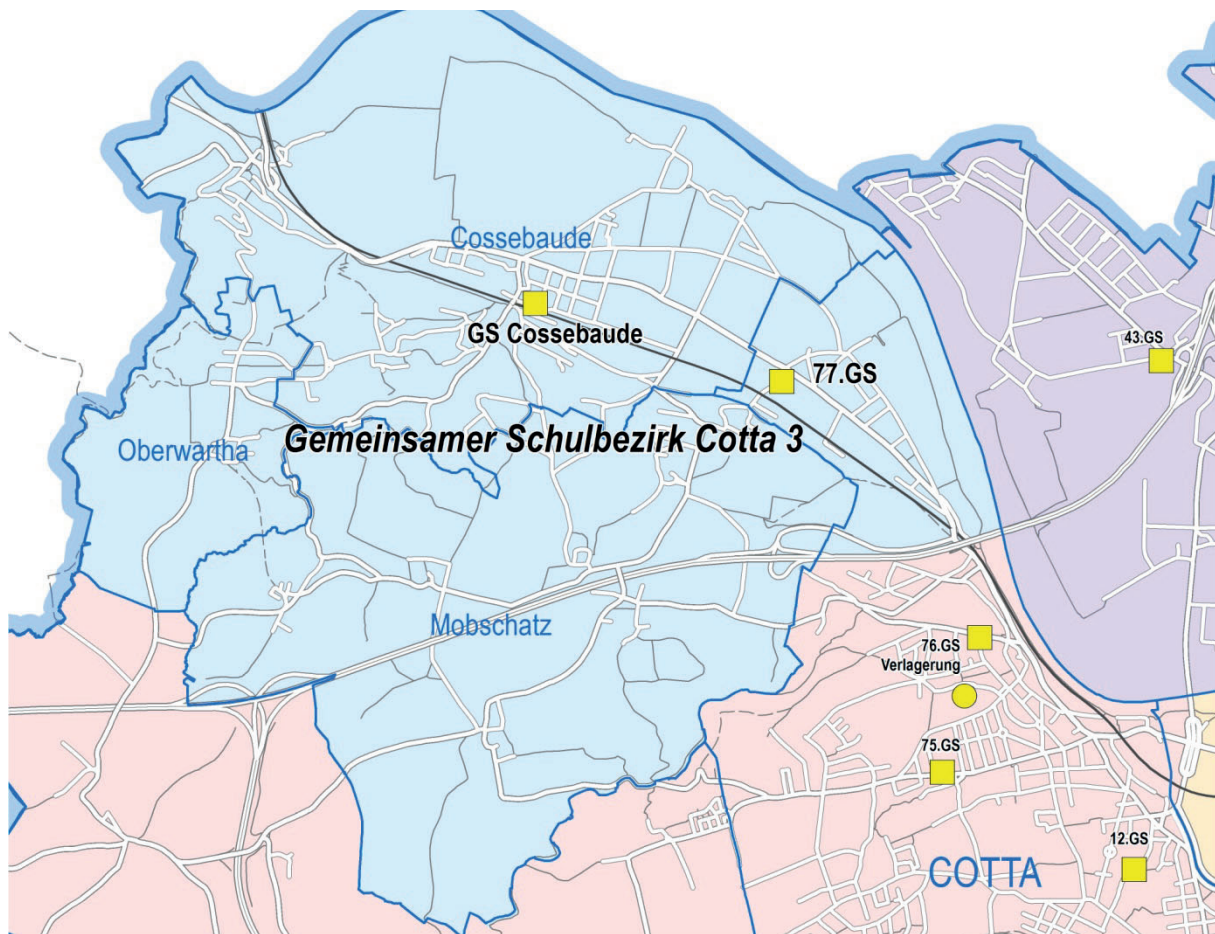 Cossebaude
GS Cossebaude
43.GS
77.GS
Gemeinsamer Schulbezirk Cotta 3
Oberwartha
Mobschatz
76.GS
Verlagerung
75.GS
12.GS
COTTA